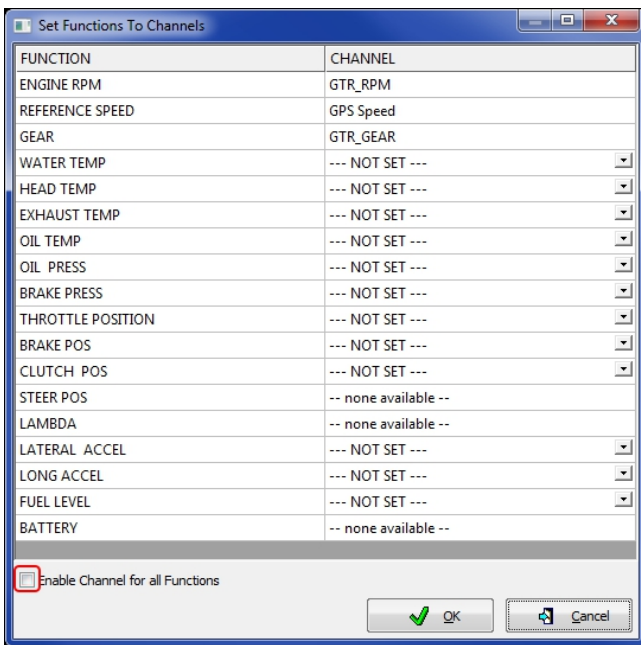 Set Functions To Channels
FUNCTION CHANNEL
ENGINE RPM GTR_RPM
REFERENCE SPEED GPS Speed
GEAR GTR_GEAR
WATER TEMP --- NOT SET ---
HEAD TEMP --- NOT SET ---
EXHAUST TEMP --- NOT SET ---
OIL TEMP --- NOT SET ---
OIL  PRESS --- NOT SET ---
BRAKE PRESS --- NOT SET ---
THROTTLE POSITION --- NOT SET ---
BRAKE POS --- NOT SET ---
CLUTCH  POS --- NOT SET ---
STEER POS -- none available --
LAMBDA -- none available --
LATERAL  ACCEL --- NOT SET ---
LONG ACCEL --- NOT SET ---
FUEL LEVEL --- NOT SET ---
BATTERY -- none available --
Enable Channel for all Functions
OK Cancel